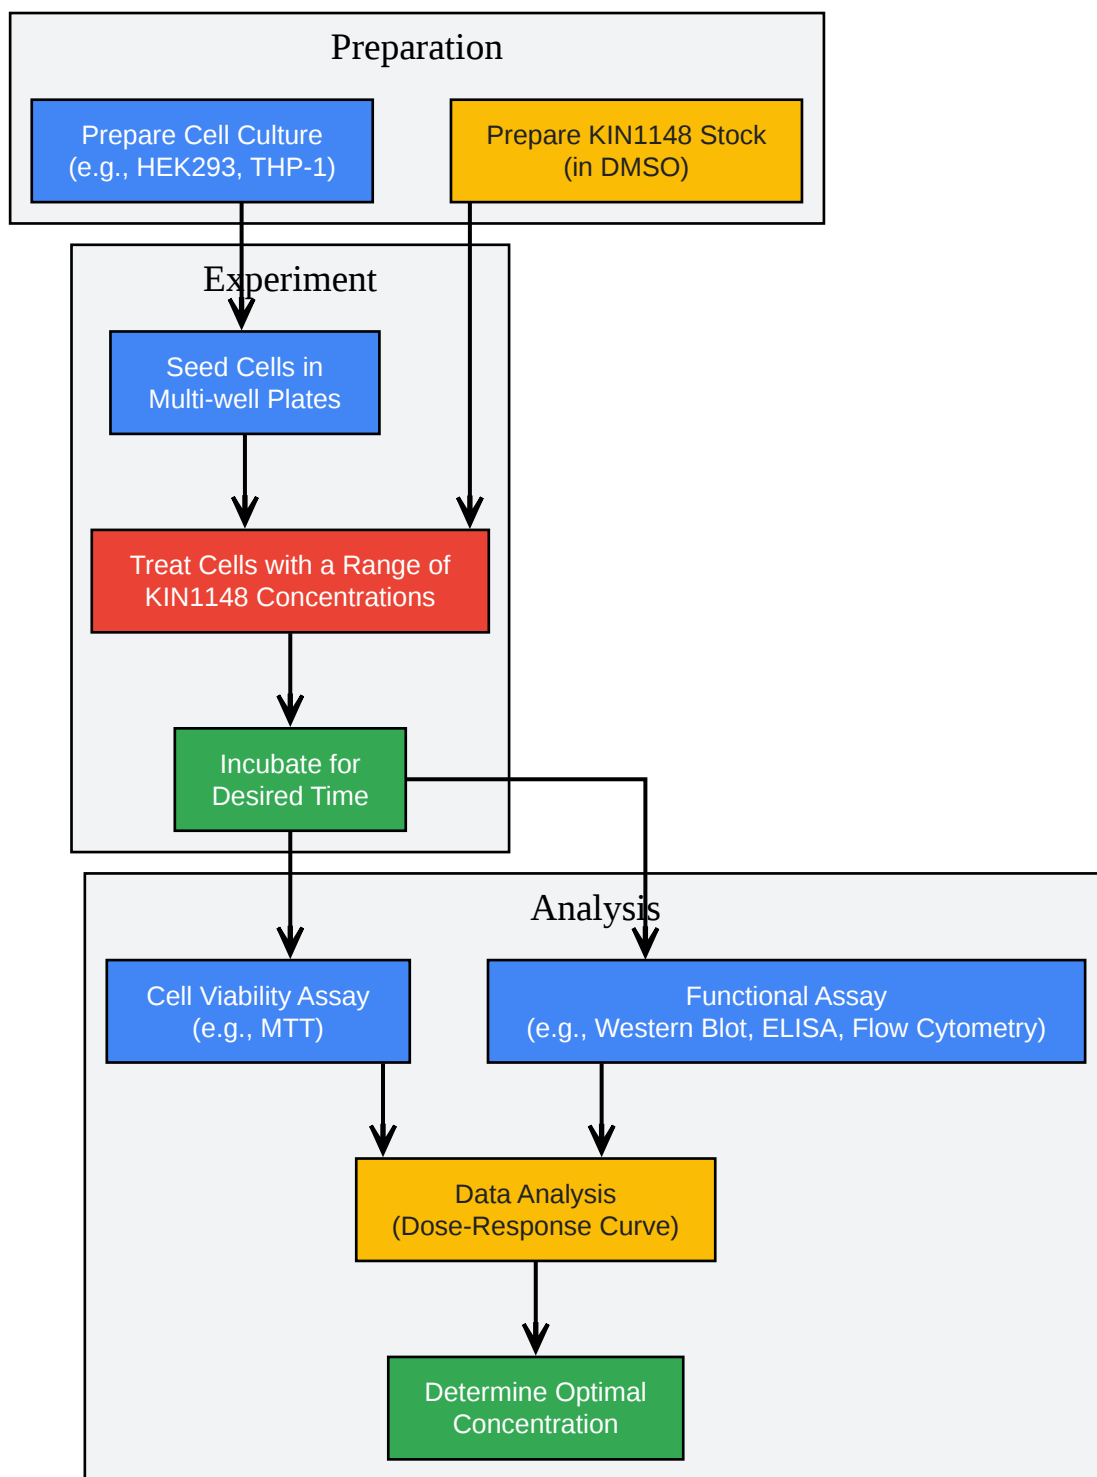 Preparation
Prepare Cell Culture
(e.g., HEK293, THP-1)
Prepare KIN1148 Stock
(in DMSO)
Experiment
Seed Cells in
Multi-well Plates
Treat Cells with a Range of
KIN1148 Concentrations
Incubate for
Desired Time
Analysis
Cell Viability Assay
(e.g., MTT)
Functional Assay
(e.g., Western Blot, ELISA, Flow Cytometry)
Data Analysis
(Dose-Response Curve)
Determine Optimal
Concentration